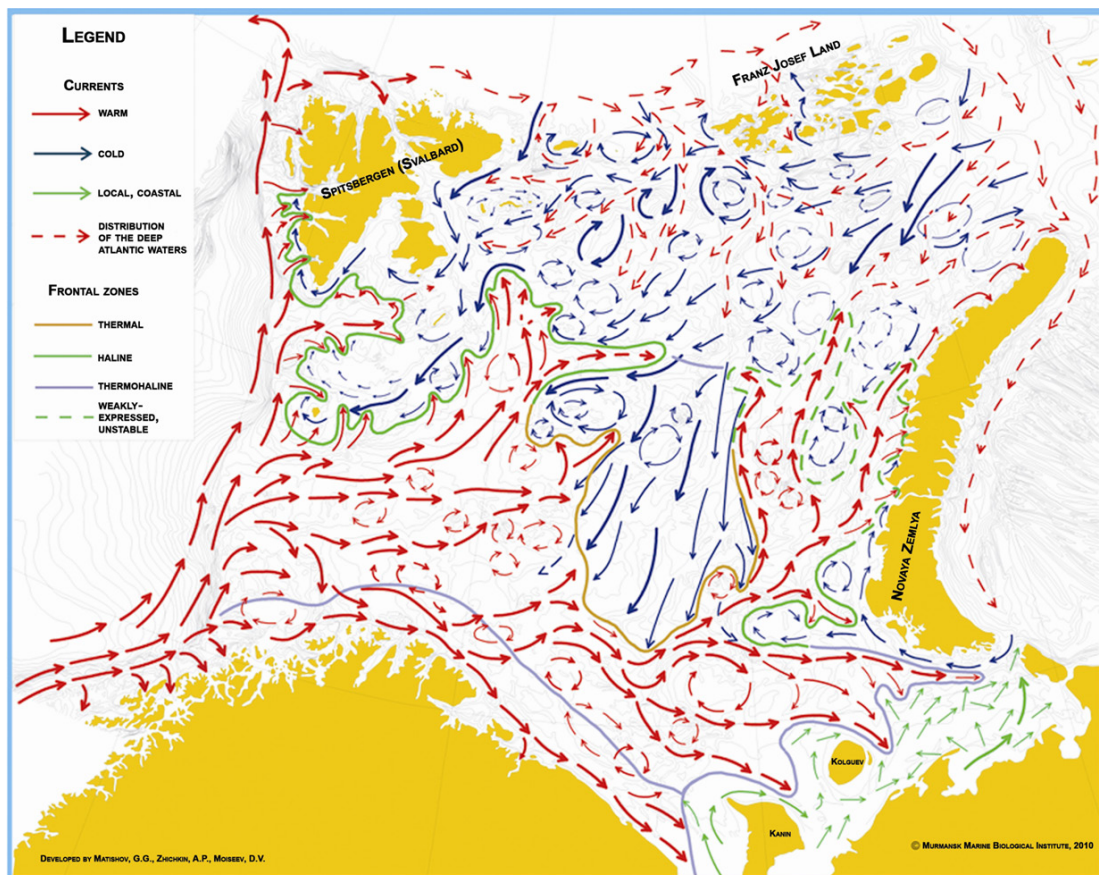 LEGEND
CURRENTS
WARM
COLD
LOCAL, COASTAL
DISTRIBUTION
OF THE DEEP
ATLANTIC WATERS
FRONTAL ZONES
THERMAL
HALINE
THERMOHALINE
WEAKLY-
EXPRESSED,
UNSTABLE
SPITSBERGEN (SVALBARD)
FRANZ JOSEF LAND
NOVAYA ZEMLYA
KOLGUEV
KANIN
DEVELOPED BY MATISHOV, G.G., ZHICHKIN, A.P., MOISEEV, D.V.
© MURMANSK MARINE BIOLOGICAL INSTITUTE, 2010